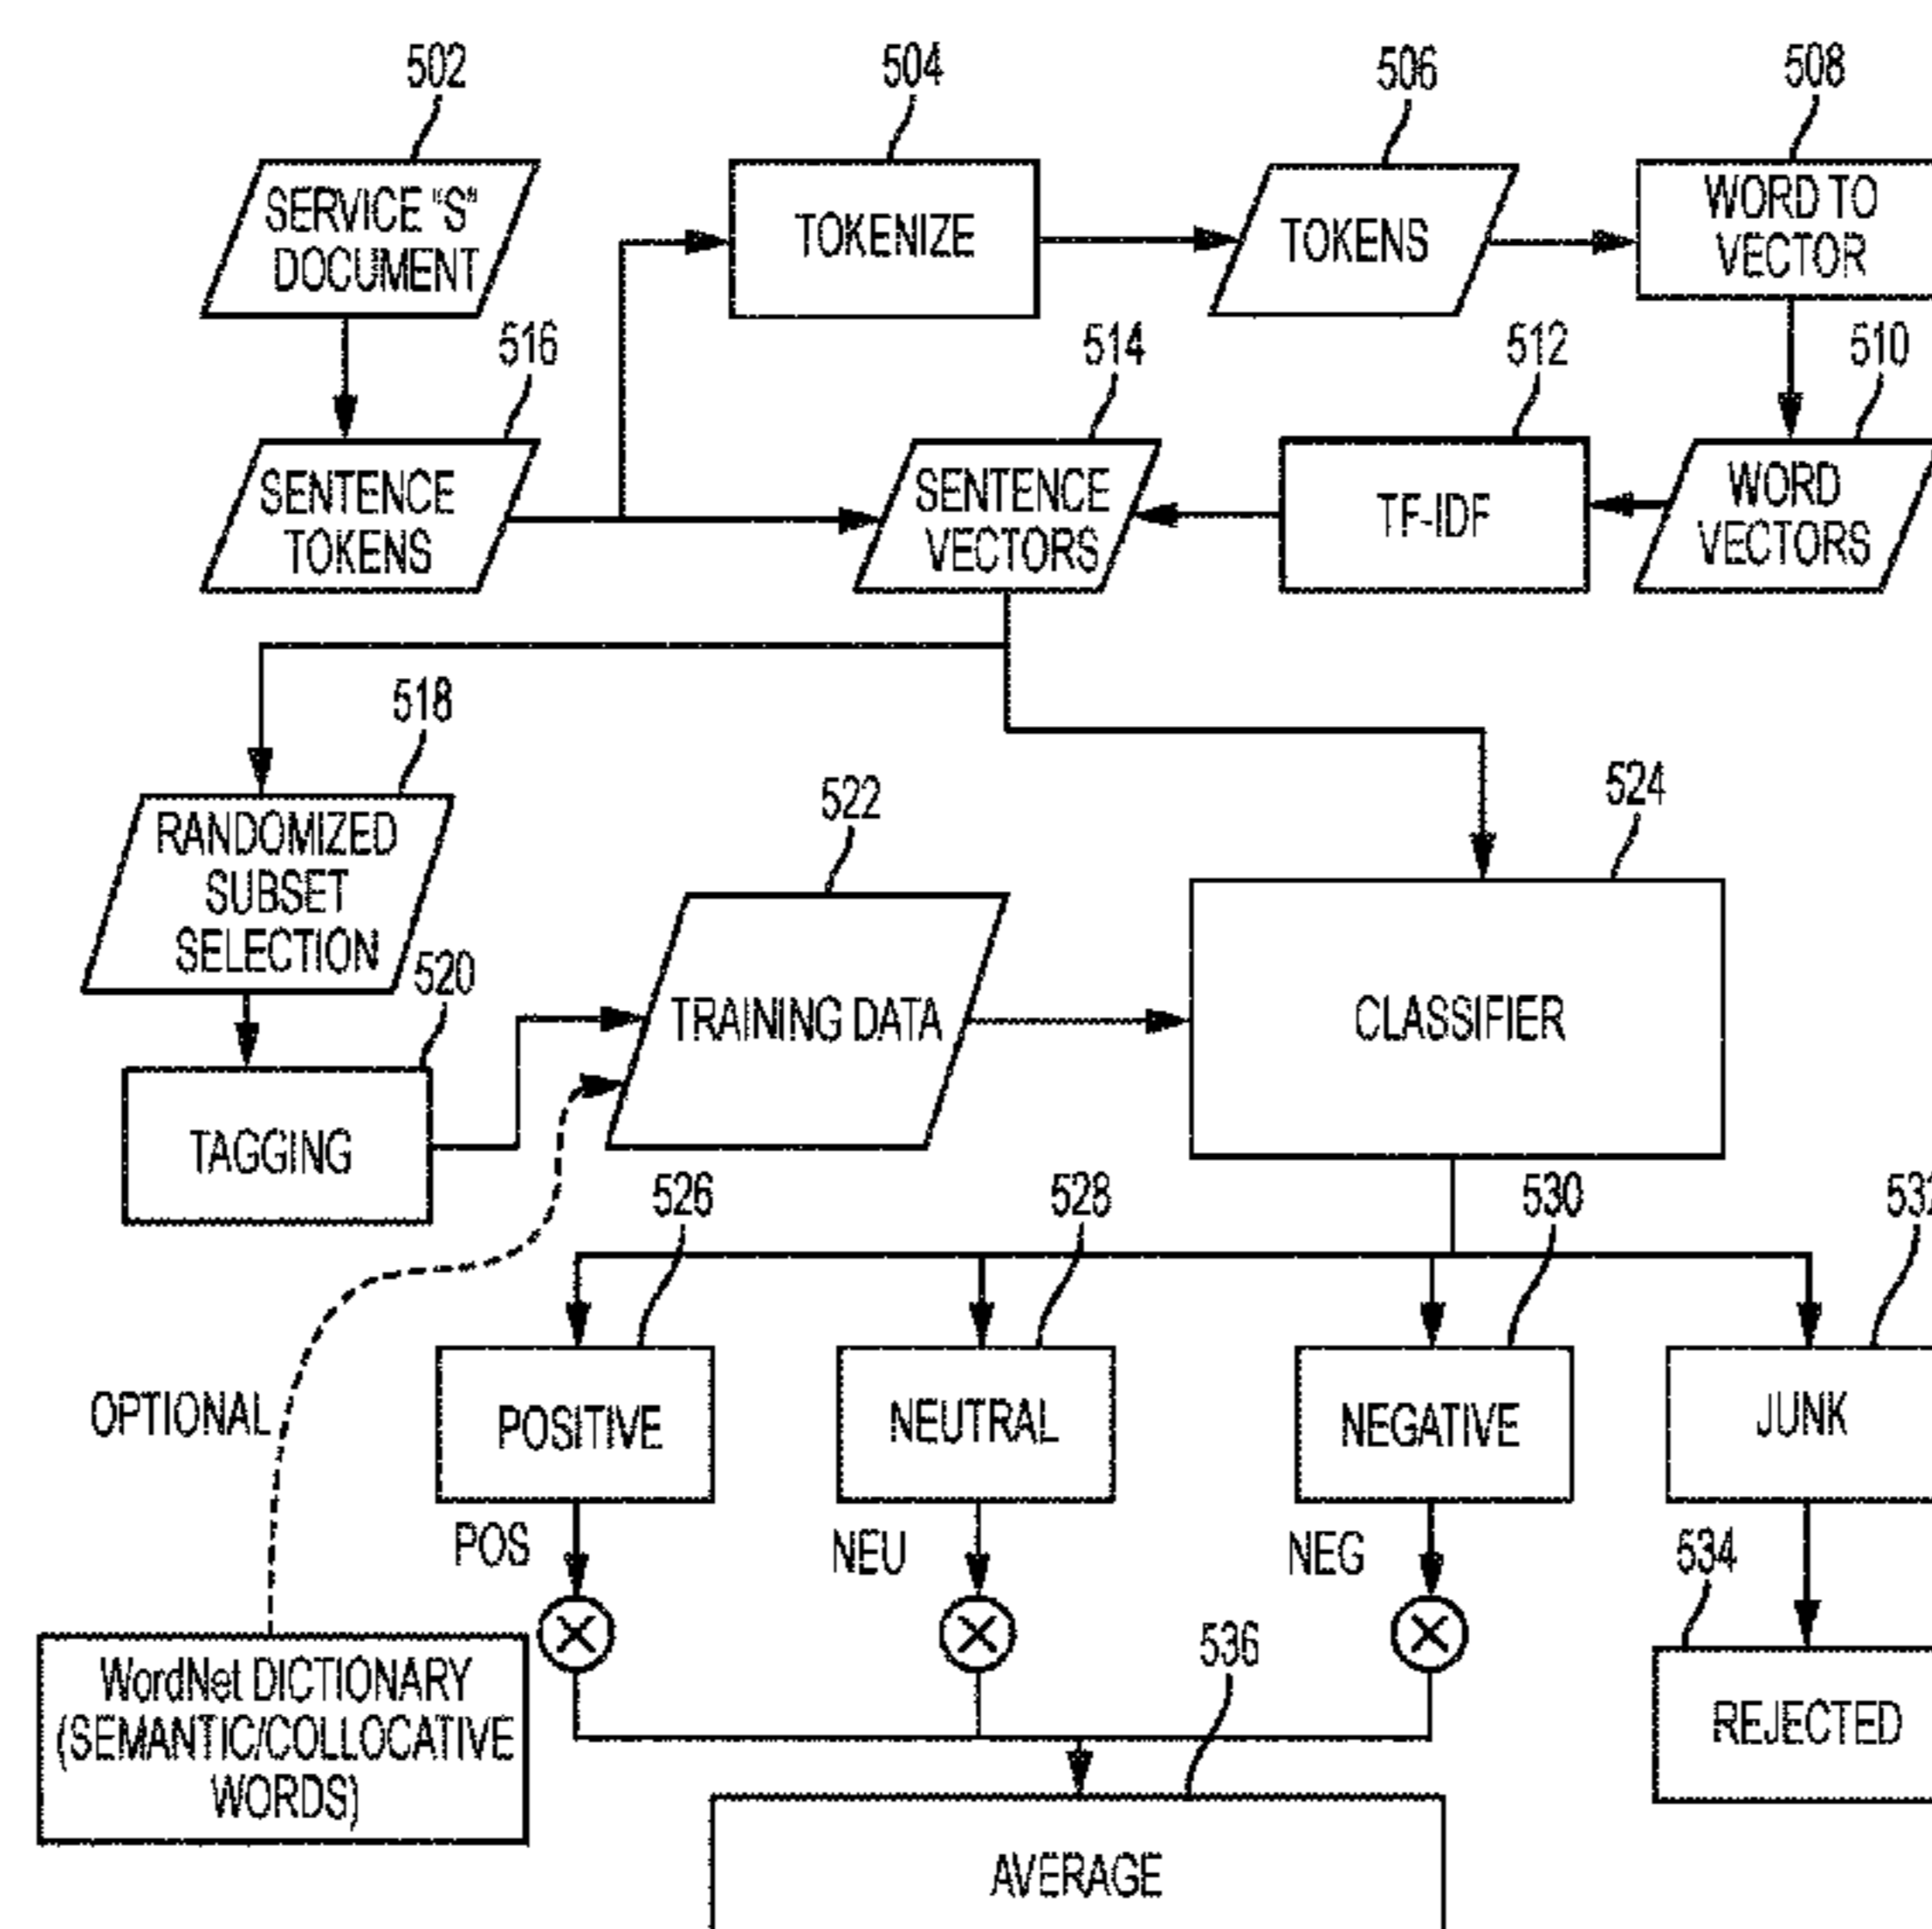 502
504
506
508
SERVICE "S"
DOCUMENT
TOKENIZE
TOKENS
WORD TO
VECTOR
516
514
512
510
SENTENCE
TOKENS
SENTENCE
VECTORS
TF-IDF
WORD
VECTORS
518
522
524
RANDOMIZED
SUBSET
SELECTION
520
TRAINING DATA
CLASSIFIER
TAGGING
526
528
530
532
OPTIONAL
POSITIVE
NEUTRAL
NEGATIVE
JUNK
POS
NEU
NEG
534
536
WordNet DICTIONARY
(SEMANTIC/COLLOCATIVE
WORDS)
REJECTED
AVERAGE